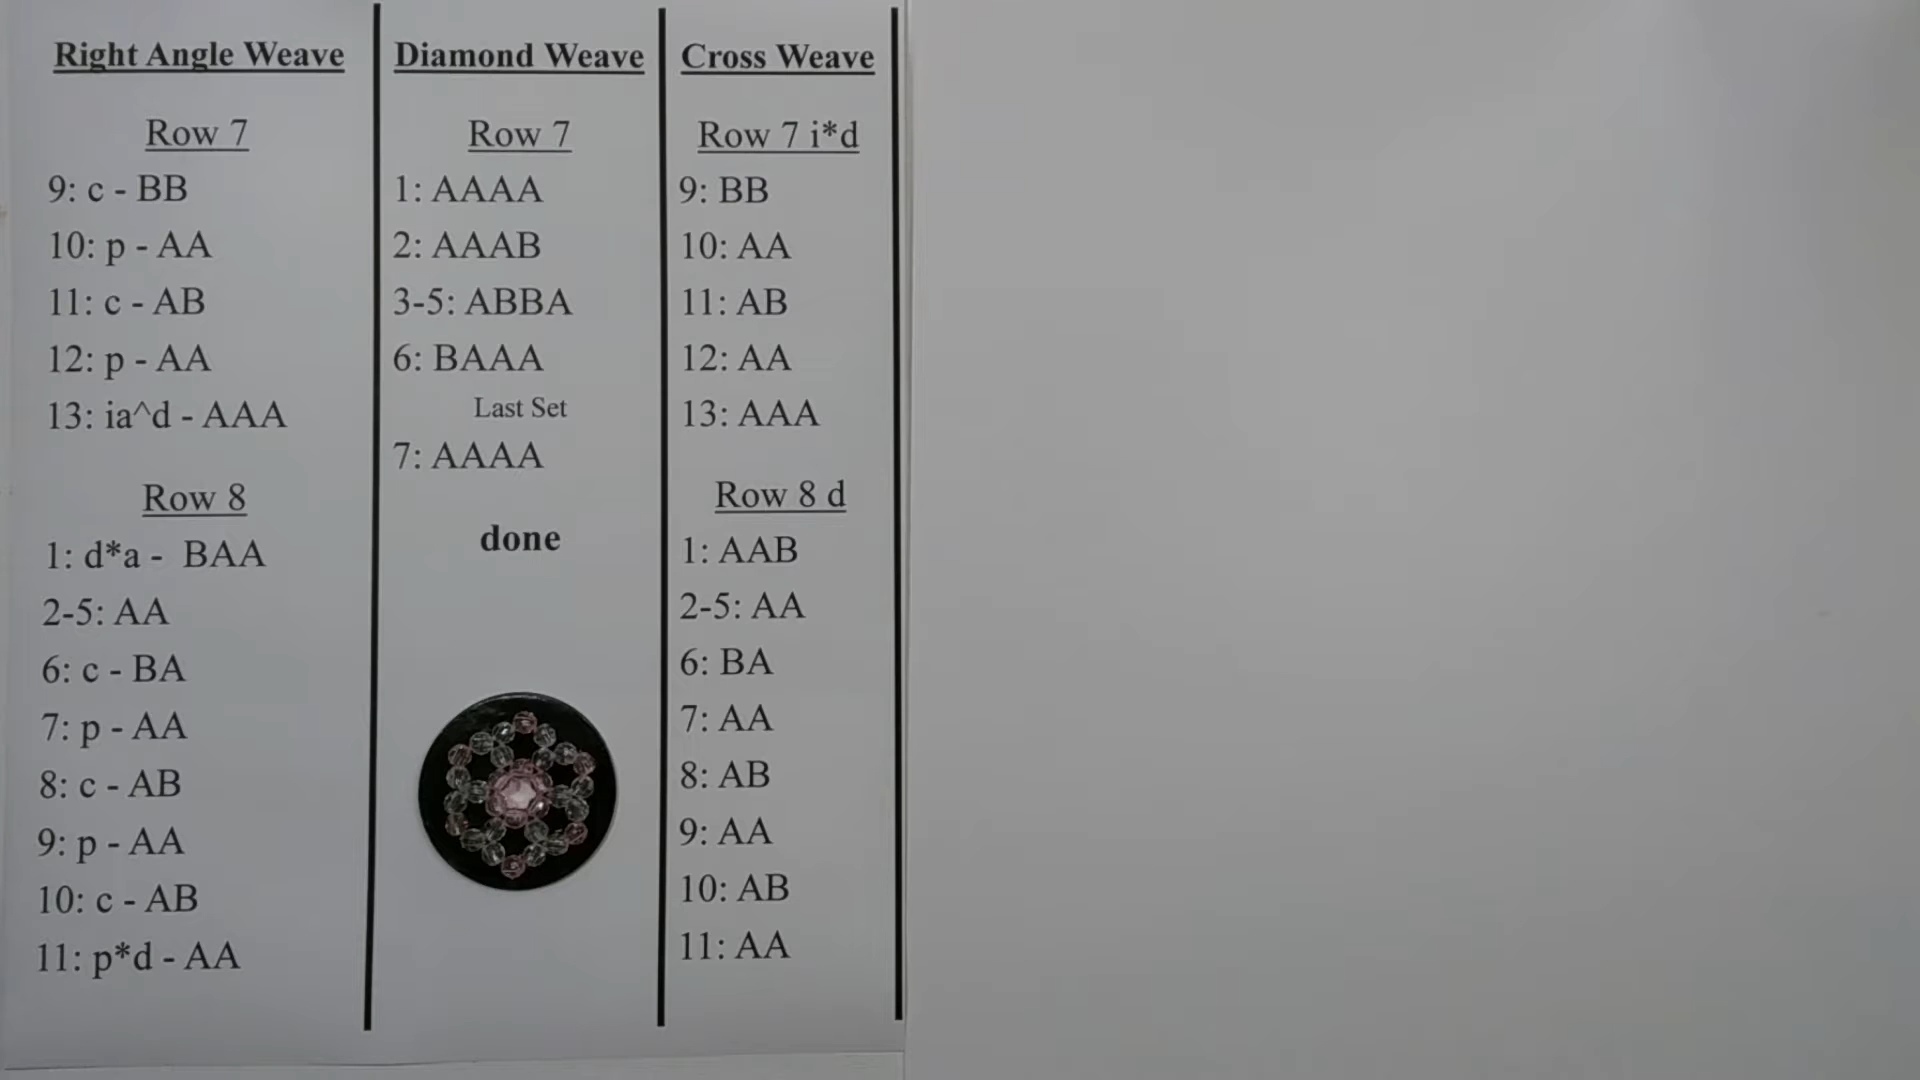 Right Angle Weave
Row 7
9: c - BB
10: p - AA
11: c - AB
12: p - AA
13: ia^d - AAA
Row 8
1: d*a - BAA
2-5: AA
6: c - BA
7: p - AA
8: c - AB
9: p - AA
10: c - AB
11: p*d - AA
Diamond Weave
Row 7
1: AAAA
2: AAAB
3-5: ABBA
6: BAAA
Last Set
7: AAAA
done
Cross Weave
Row 7 i*d
9: BB
10: AA
11: AB
12: AA
13: AAA
Row 8 d
1: AAB
2-5: AA
6: BA
7: AA
8: AB
9: AA
10: AB
11: AA